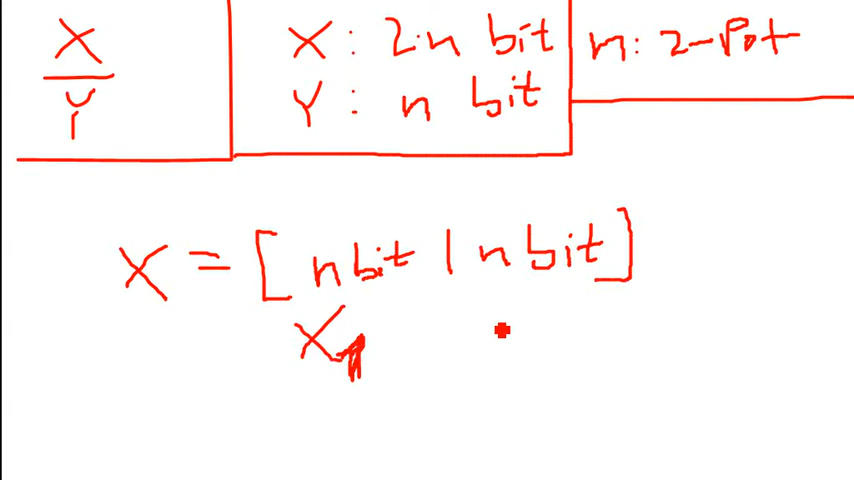 X X : 2·n bit n : 2-Pot
Y Y : n bit
X = [ n bit | n bit ]
X₁